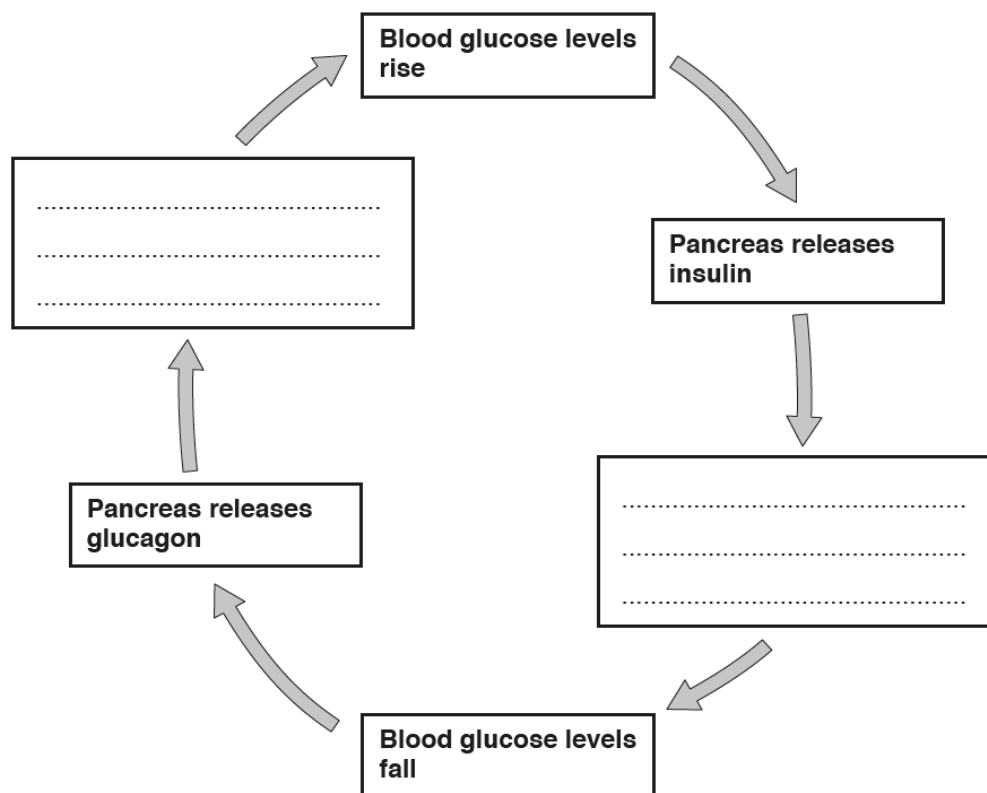 Blood glucose levels
rise
Pancreas releases
insulin
Blood glucose levels
fall
Pancreas releases
glucagon